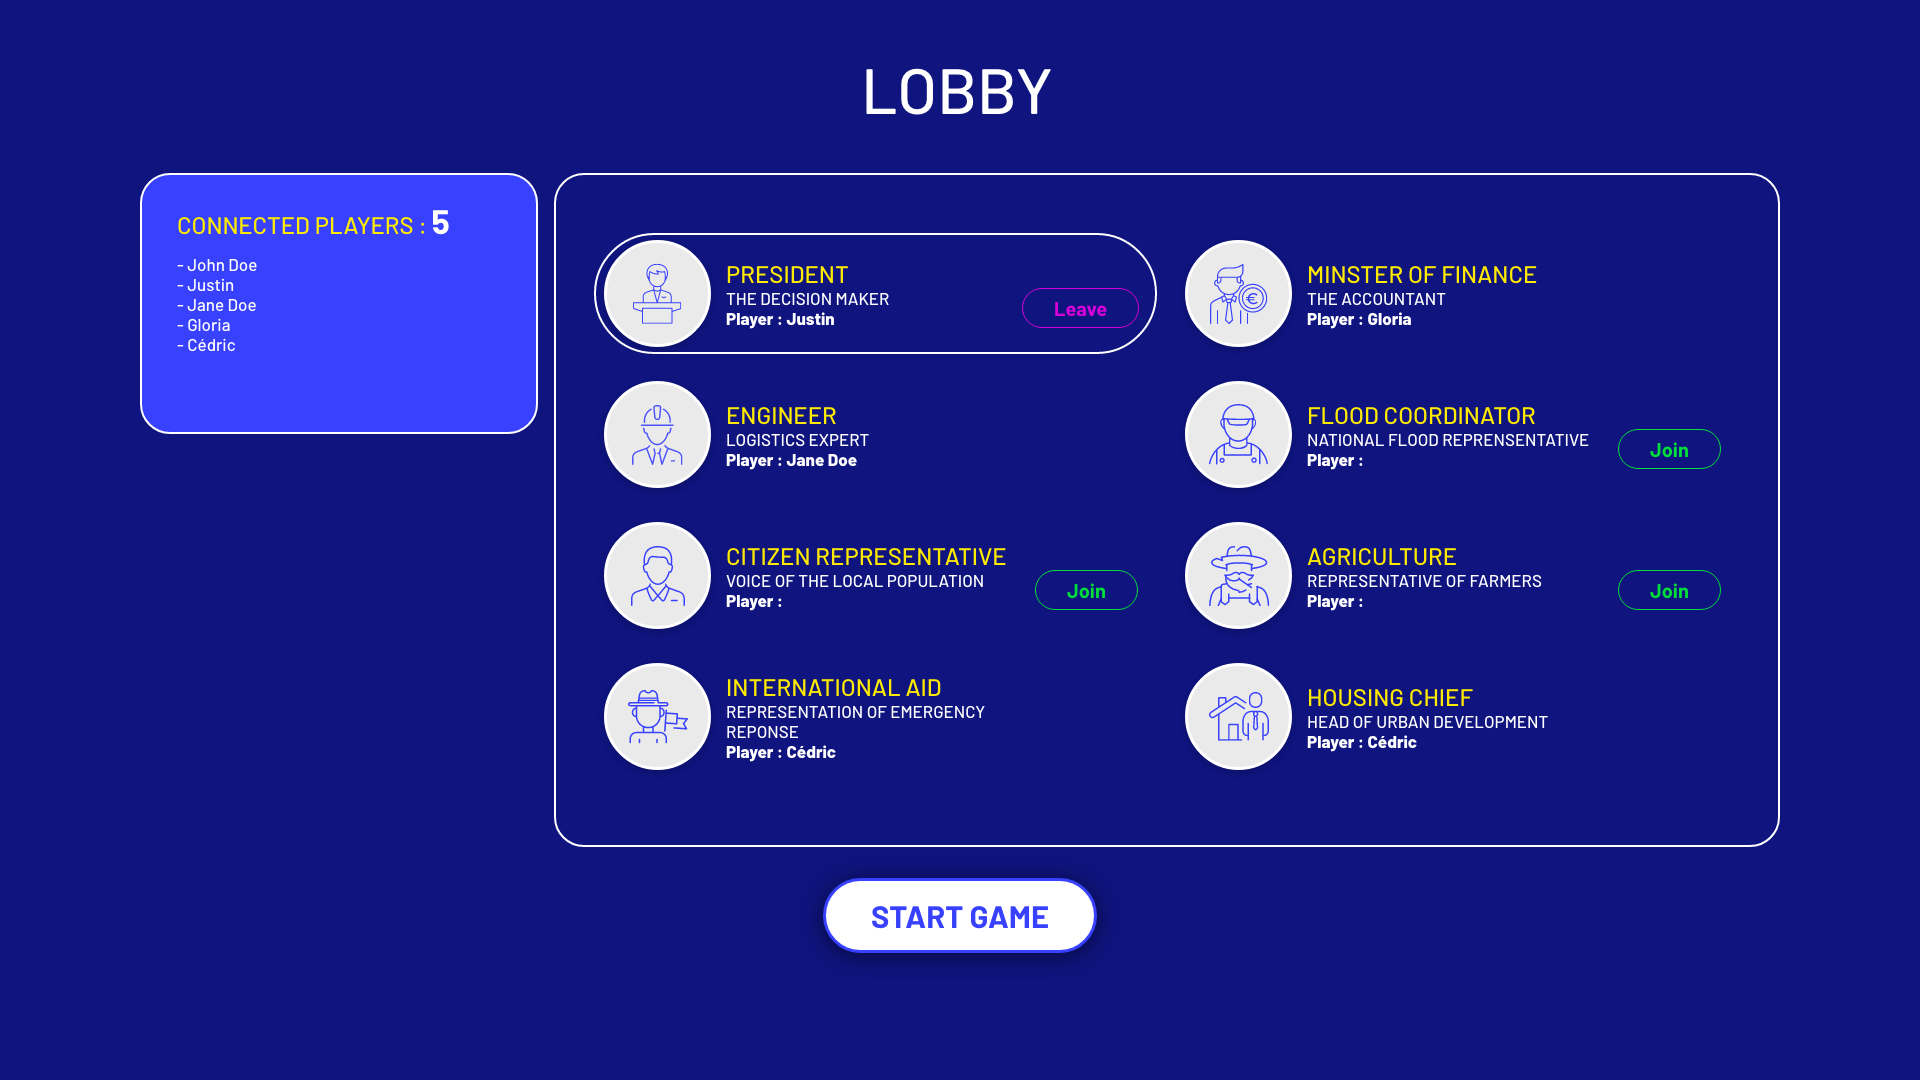 LOBBY
CONNECTED PLAYERS : 5
- John Doe
- Justin
- Jane Doe
- Gloria
- Cédric
PRESIDENT
THE DECISION MAKER
Player : Justin
Leave
MINSTER OF FINANCE
THE ACCOUNTANT
Player : Gloria
ENGINEER
LOGISTICS EXPERT
Player : Jane Doe
FLOOD COORDINATOR
NATIONAL FLOOD REPRENSENTATIVE
Player :
Join
CITIZEN REPRESENTATIVE
VOICE OF THE LOCAL POPULATION
Player :
Join
AGRICULTURE
REPRESENTATIVE OF FARMERS
Player :
Join
INTERNATIONAL AID
REPRESENTATION OF EMERGENCY
REPONSE
Player : Cédric
HOUSING CHIEF
HEAD OF URBAN DEVELOPMENT
Player : Cédric
START GAME